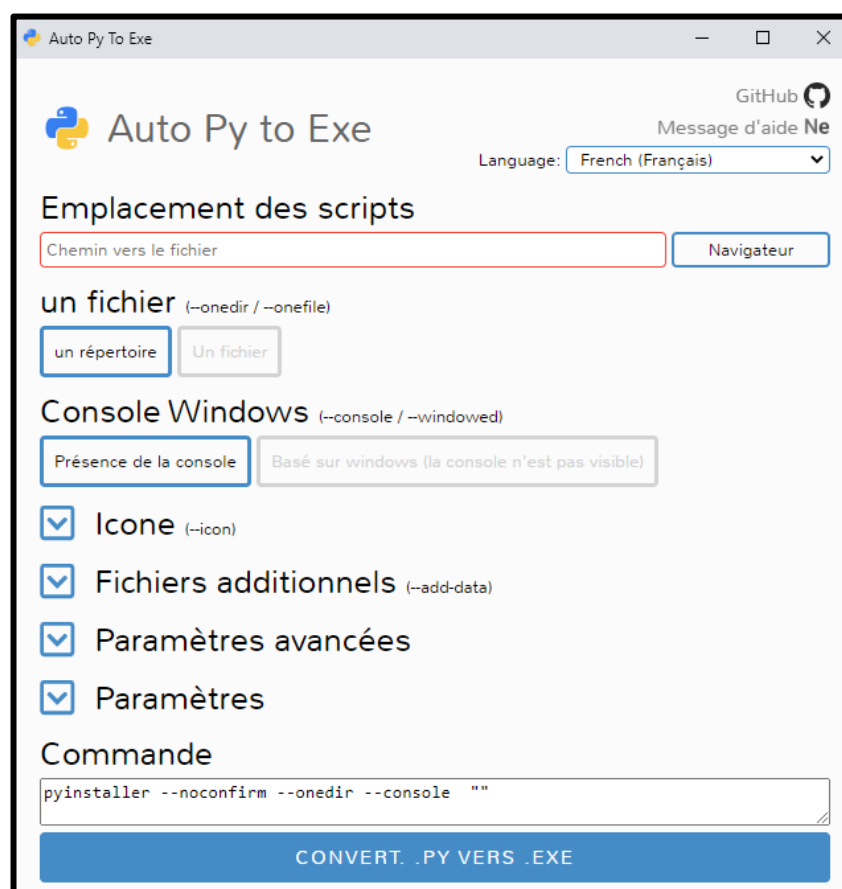 Auto Py To Exe
GitHub
Auto Py to Exe
Message d'aide Ne
Language: French (Français)
Emplacement des scripts
Chemin vers le fichier
Navigateur
un fichier (--onedir / --onefile)
un répertoire Un fichier
Console Windows (--console / --windowed)
Présence de la console Basé sur windows (la console n'est pas visible)
Icone (--icon)
Fichiers additionnels (--add-data)
Paramètres avancées
Paramètres
Commande
pyinstaller --noconfirm --onedir --console ""
CONVERT. .PY VERS .EXE